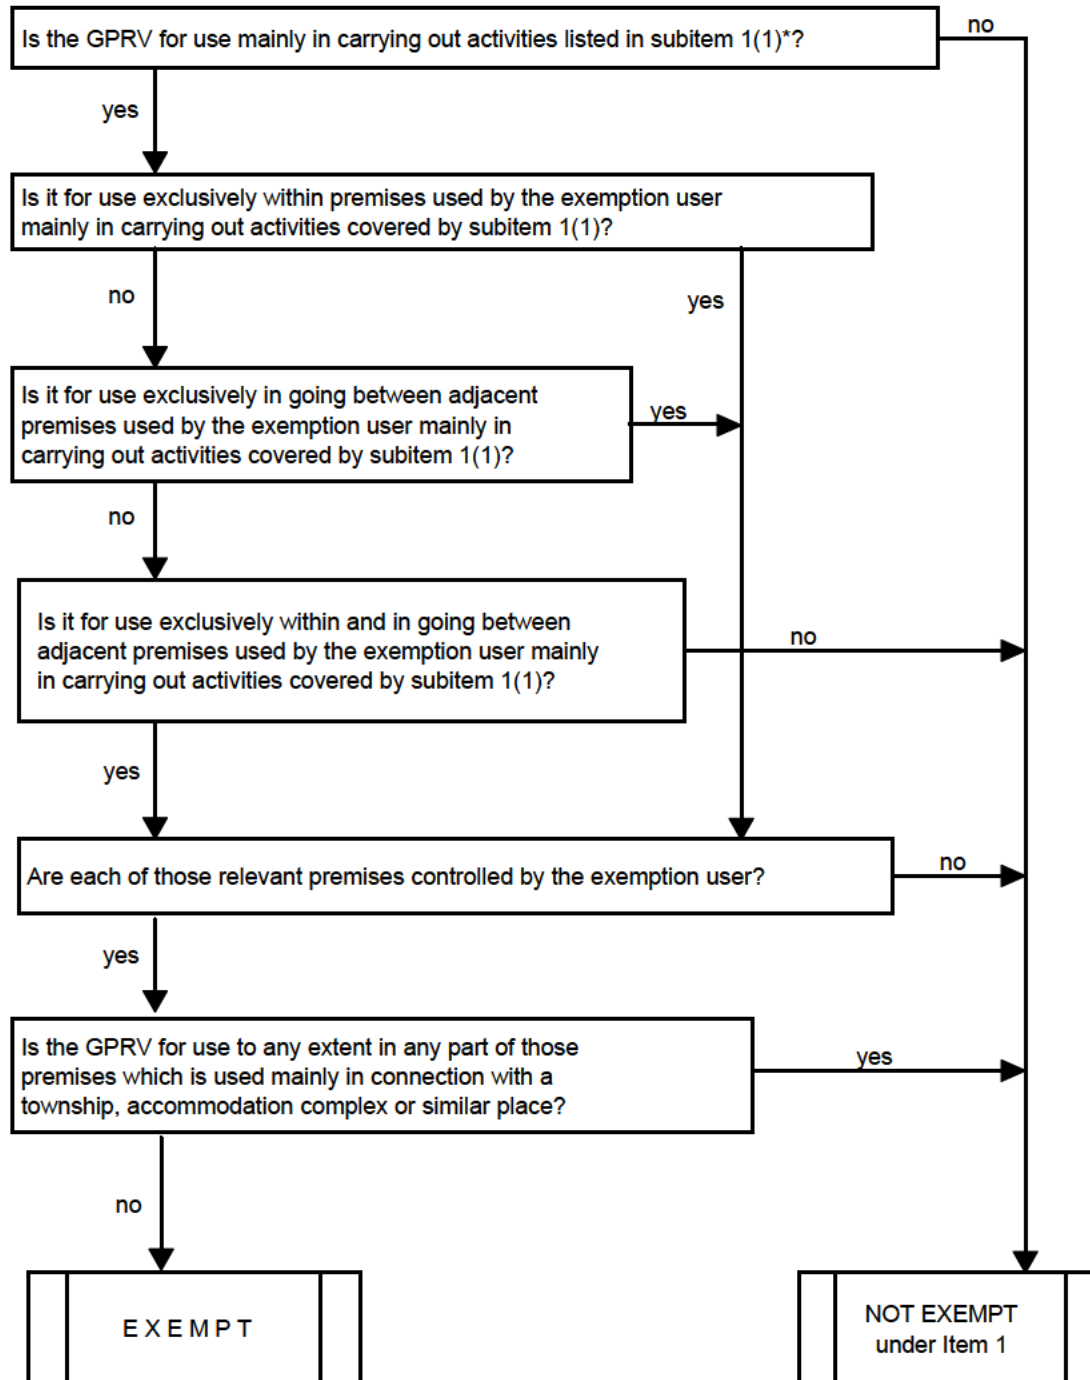 Is the GPRV for use mainly in carrying out activities listed in subitem 1(1)*?
no
yes
Is it for use exclusively within premises used by the exemption user
mainly in carrying out activities covered by subitem 1(1)?
no
yes
Is it for use exclusively in going between adjacent
premises used by the exemption user mainly in
carrying out activities covered by subitem 1(1)?
yes
no
Is it for use exclusively within and in going between
adjacent premises used by the exemption user mainly
in carrying out activities covered by subitem 1(1)?
no
yes
Are each of those relevant premises controlled by the exemption user?
no
yes
Is the GPRV for use to any extent in any part of those
premises which is used mainly in connection with a
township, accommodation complex or similar place?
yes
no
E X E M P T
NOT EXEMPT
under Item 1